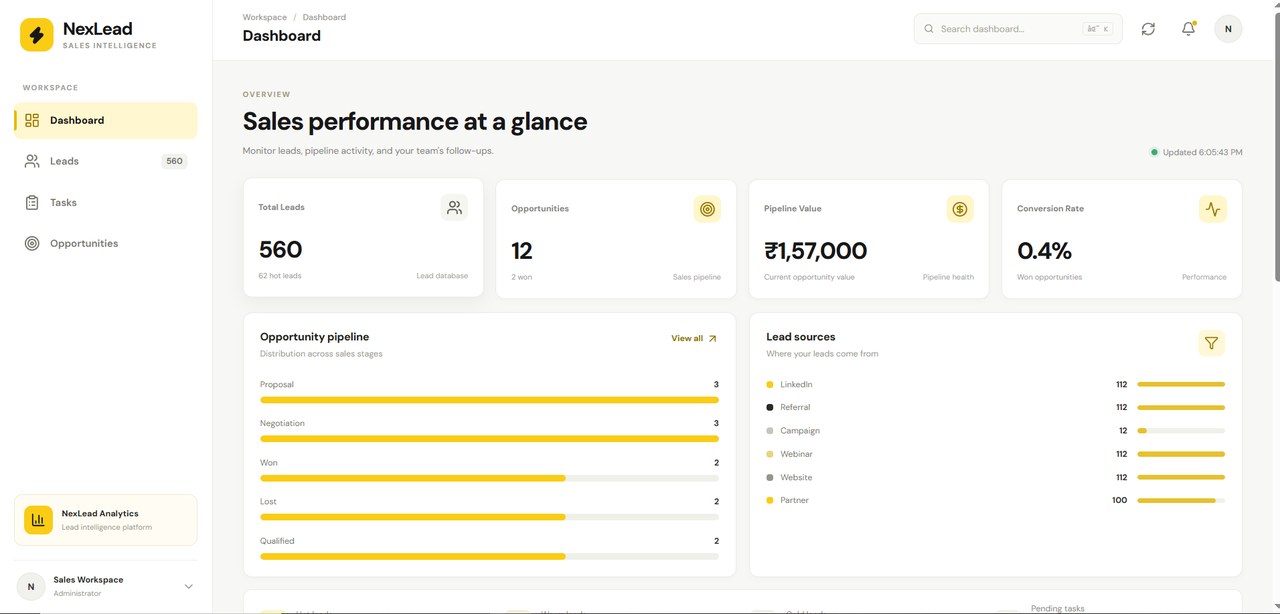 NexLead
SALES INTELLIGENCE
WORKSPACE
Dashboard
Leads 560
Tasks
Opportunities
NexLead Analytics
Lead intelligence platform
N Sales Workspace
Administrator
Workspace / Dashboard
Dashboard
Search dashboard... âŒ˜ K
N
OVERVIEW
Sales performance at a glance
Monitor leads, pipeline activity, and your team's follow-ups.
Updated 6:05:43 PM
Total Leads
560
62 hot leads Lead database
Opportunities
12
2 won Sales pipeline
Pipeline Value
₹1,57,000
Current opportunity value Pipeline health
Conversion Rate
0.4%
Won opportunities Performance
Opportunity pipeline
View all
Distribution across sales stages
Proposal 3
Negotiation 3
Won 2
Lost 2
Qualified 2
Lead sources
Where your leads come from
LinkedIn 112
Referral 112
Campaign 12
Webinar 112
Website 112
Partner 100
Pending tasks